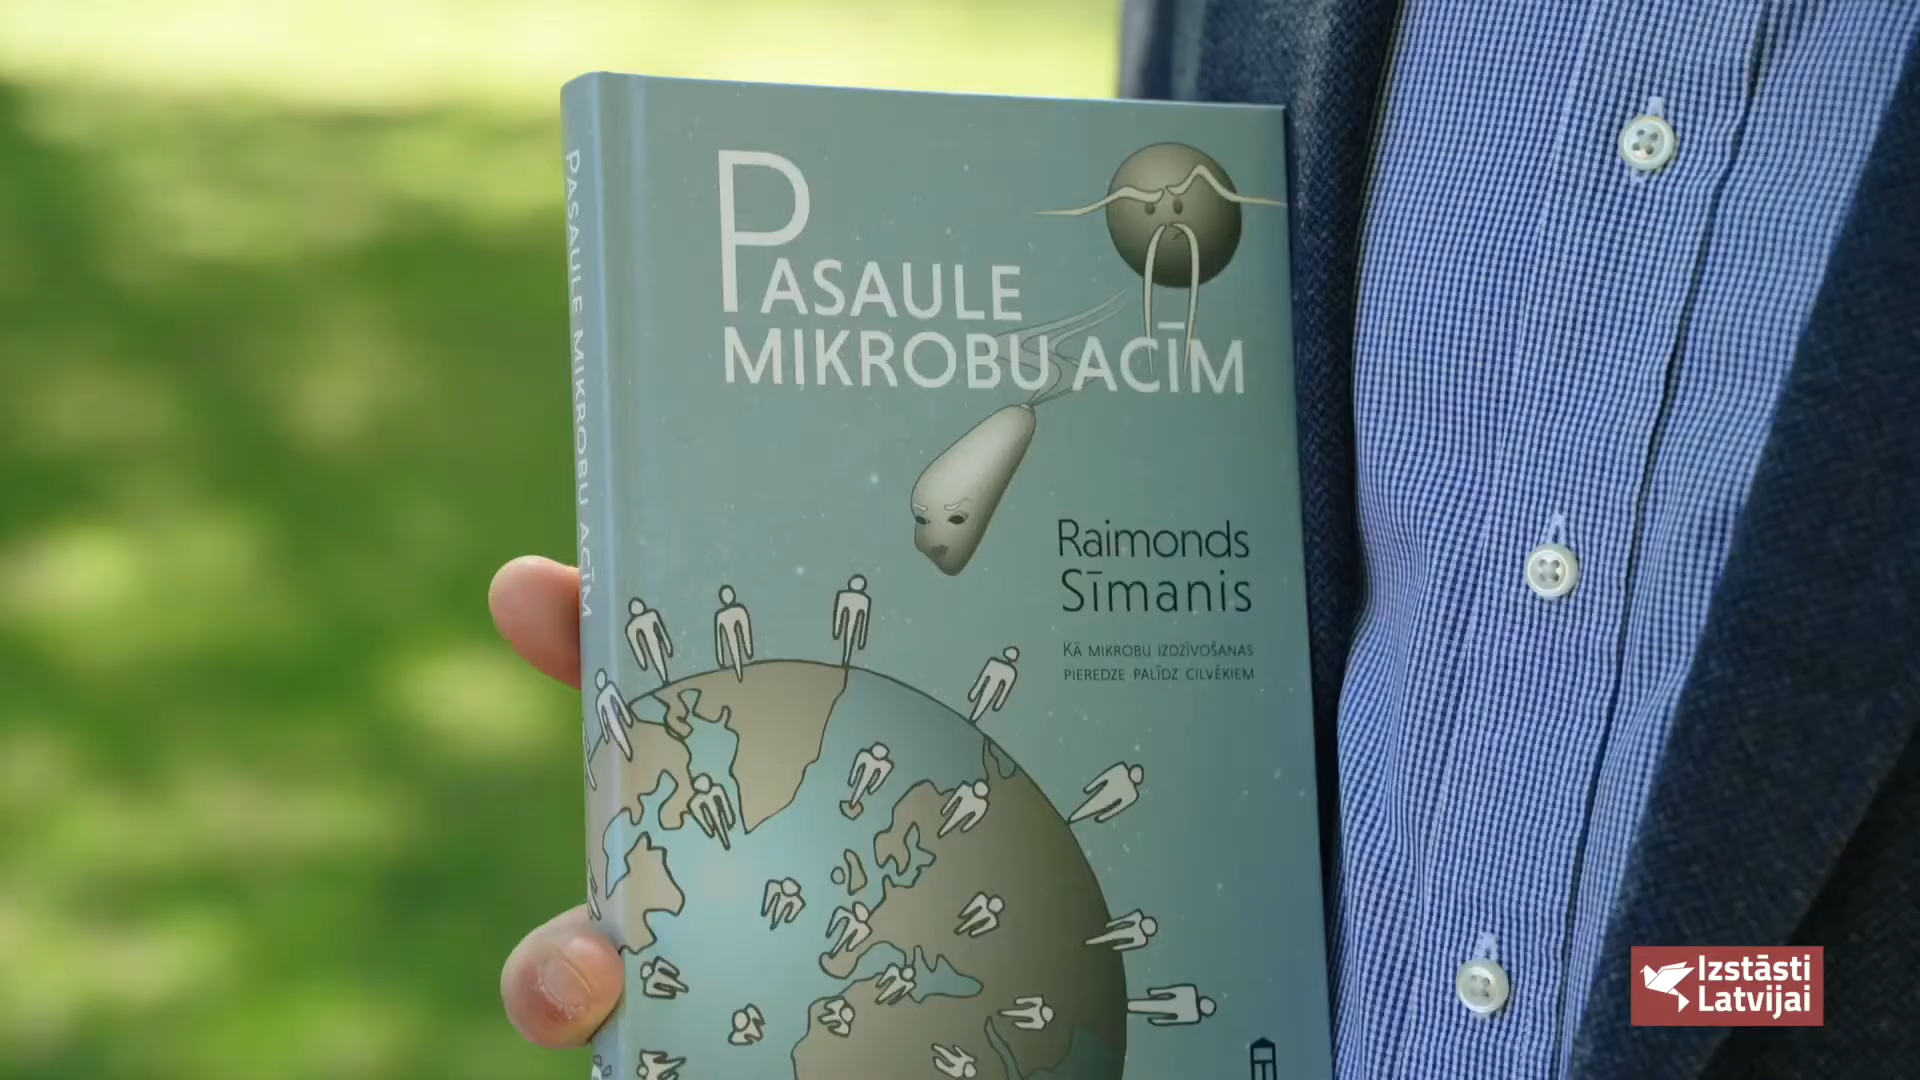 PASAULE MIKROBU ACĪM
PASAULE
MIKROBU ACĪM
Raimonds
Sīmanis
KĀ MIKROBU IZDZĪVOŠANAS
PIEREDZE PALĪDZ CILVĒKIEM
Izstāsti
Latvijai